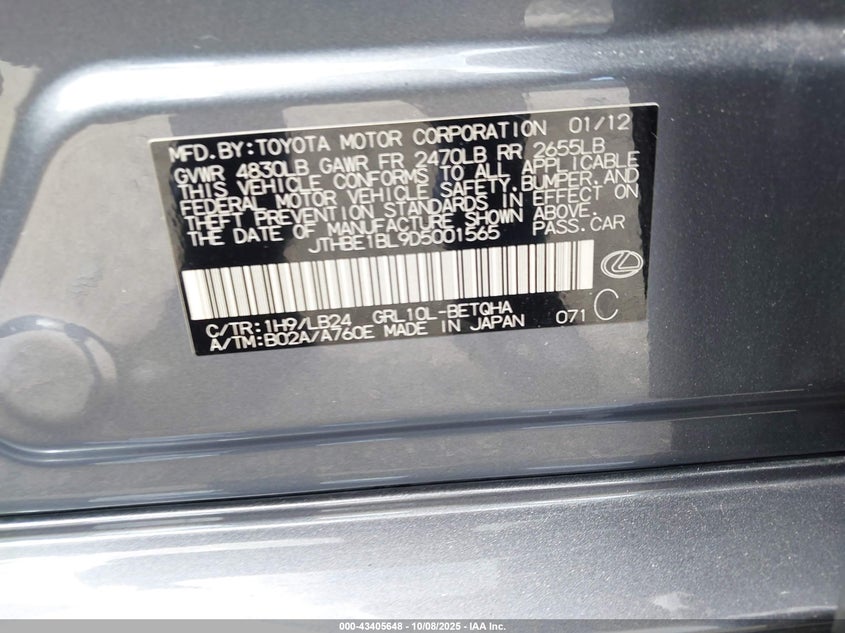 MFD.BY:TOYOTA MOTOR CORPORATION 01/12
GVWR 4830LB GAWR FR 2470LB RR 2655LB
THIS VEHICLE CONFORMS TO ALL APPLICABLE
FEDERAL MOTOR VEHICLE SAFETY,BUMPER,AND
THEFT PREVENTION STANDARDS IN EFFECT ON
THE DATE OF MANUFACTURE SHOWN ABOVE.
JTHBE1BL9D5001565 PASS.CAR
C/TR:1H9/LB24 GRL10L-BETQHA
A/TM:B02A/A760E MADE IN JAPAN 071 C
000-43405648 - 10/08/2025 - IAA Inc.